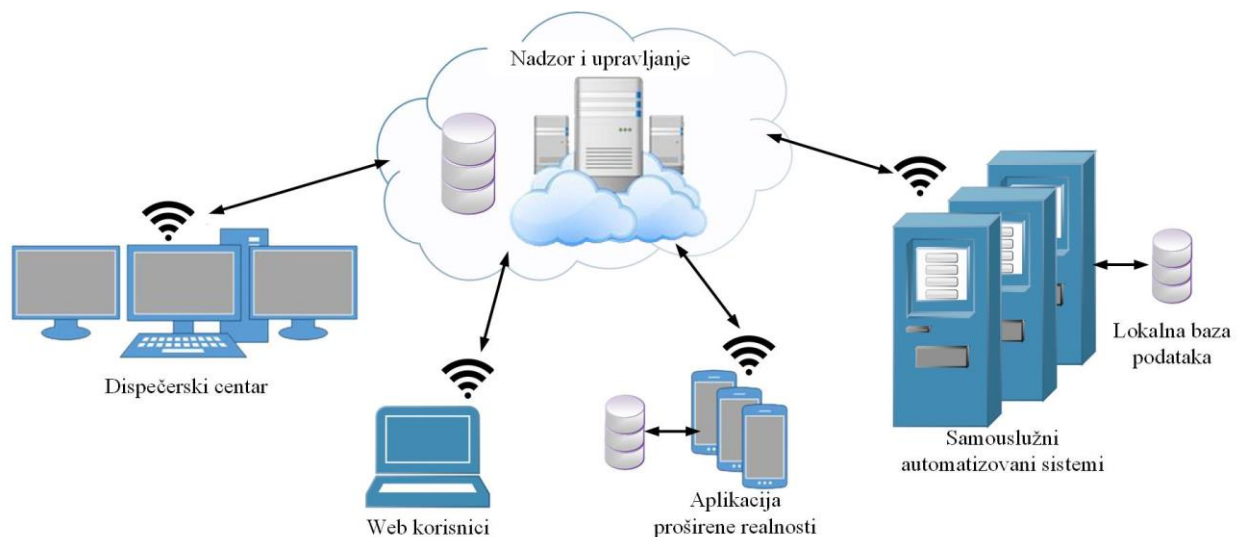 Nadzor i upravljanje
Dispečerski centar
Web korisnici
Aplikacija
proširene realnosti
Samouslužni
automatizovani sistemi
Lokalna baza
podataka